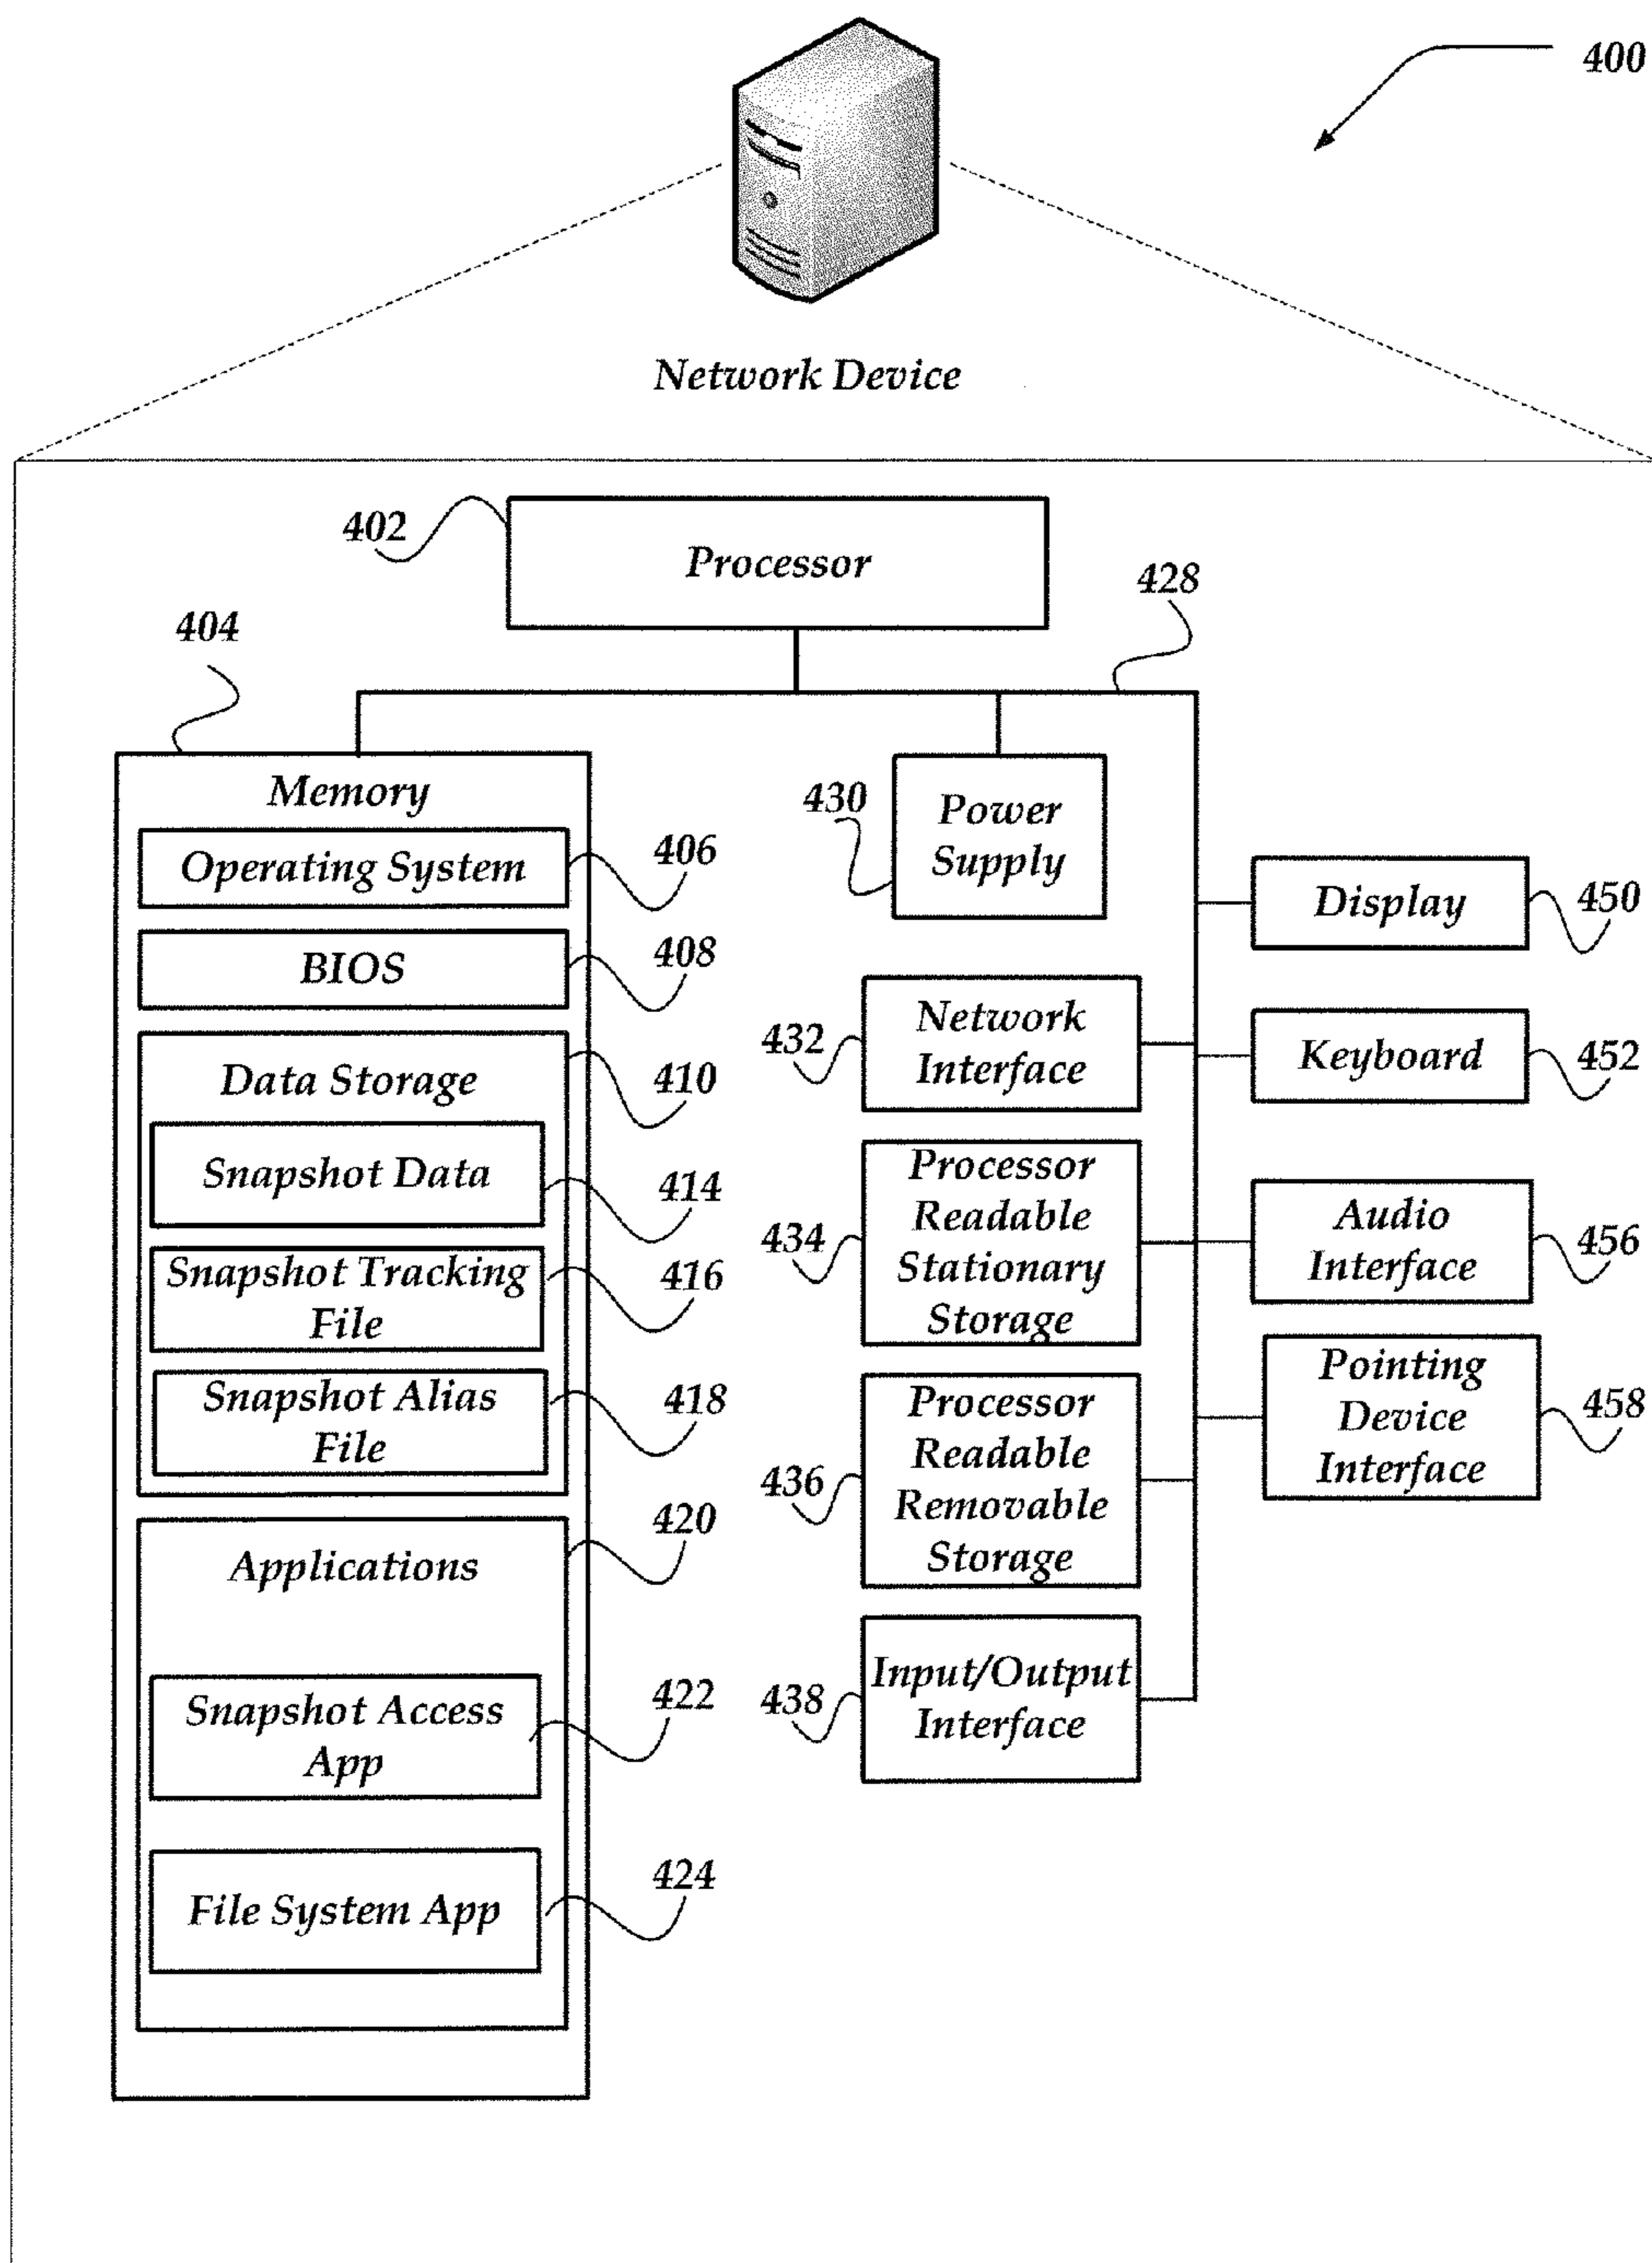 400
Network Device
402
Processor
428
404
Memory
Operating System
406
BIOS
408
Data Storage
410
Snapshot Data
414
Snapshot Tracking
File
416
Snapshot Alias
File
418
Applications
420
Snapshot Access
App
422
File System App
424
430
Power
Supply
432
Network
Interface
434
Processor
Readable
Stationary
Storage
436
Processor
Readable
Removable
Storage
438
Input/Output
Interface
Display
450
Keyboard
452
Audio
Interface
456
Pointing
Device
Interface
458